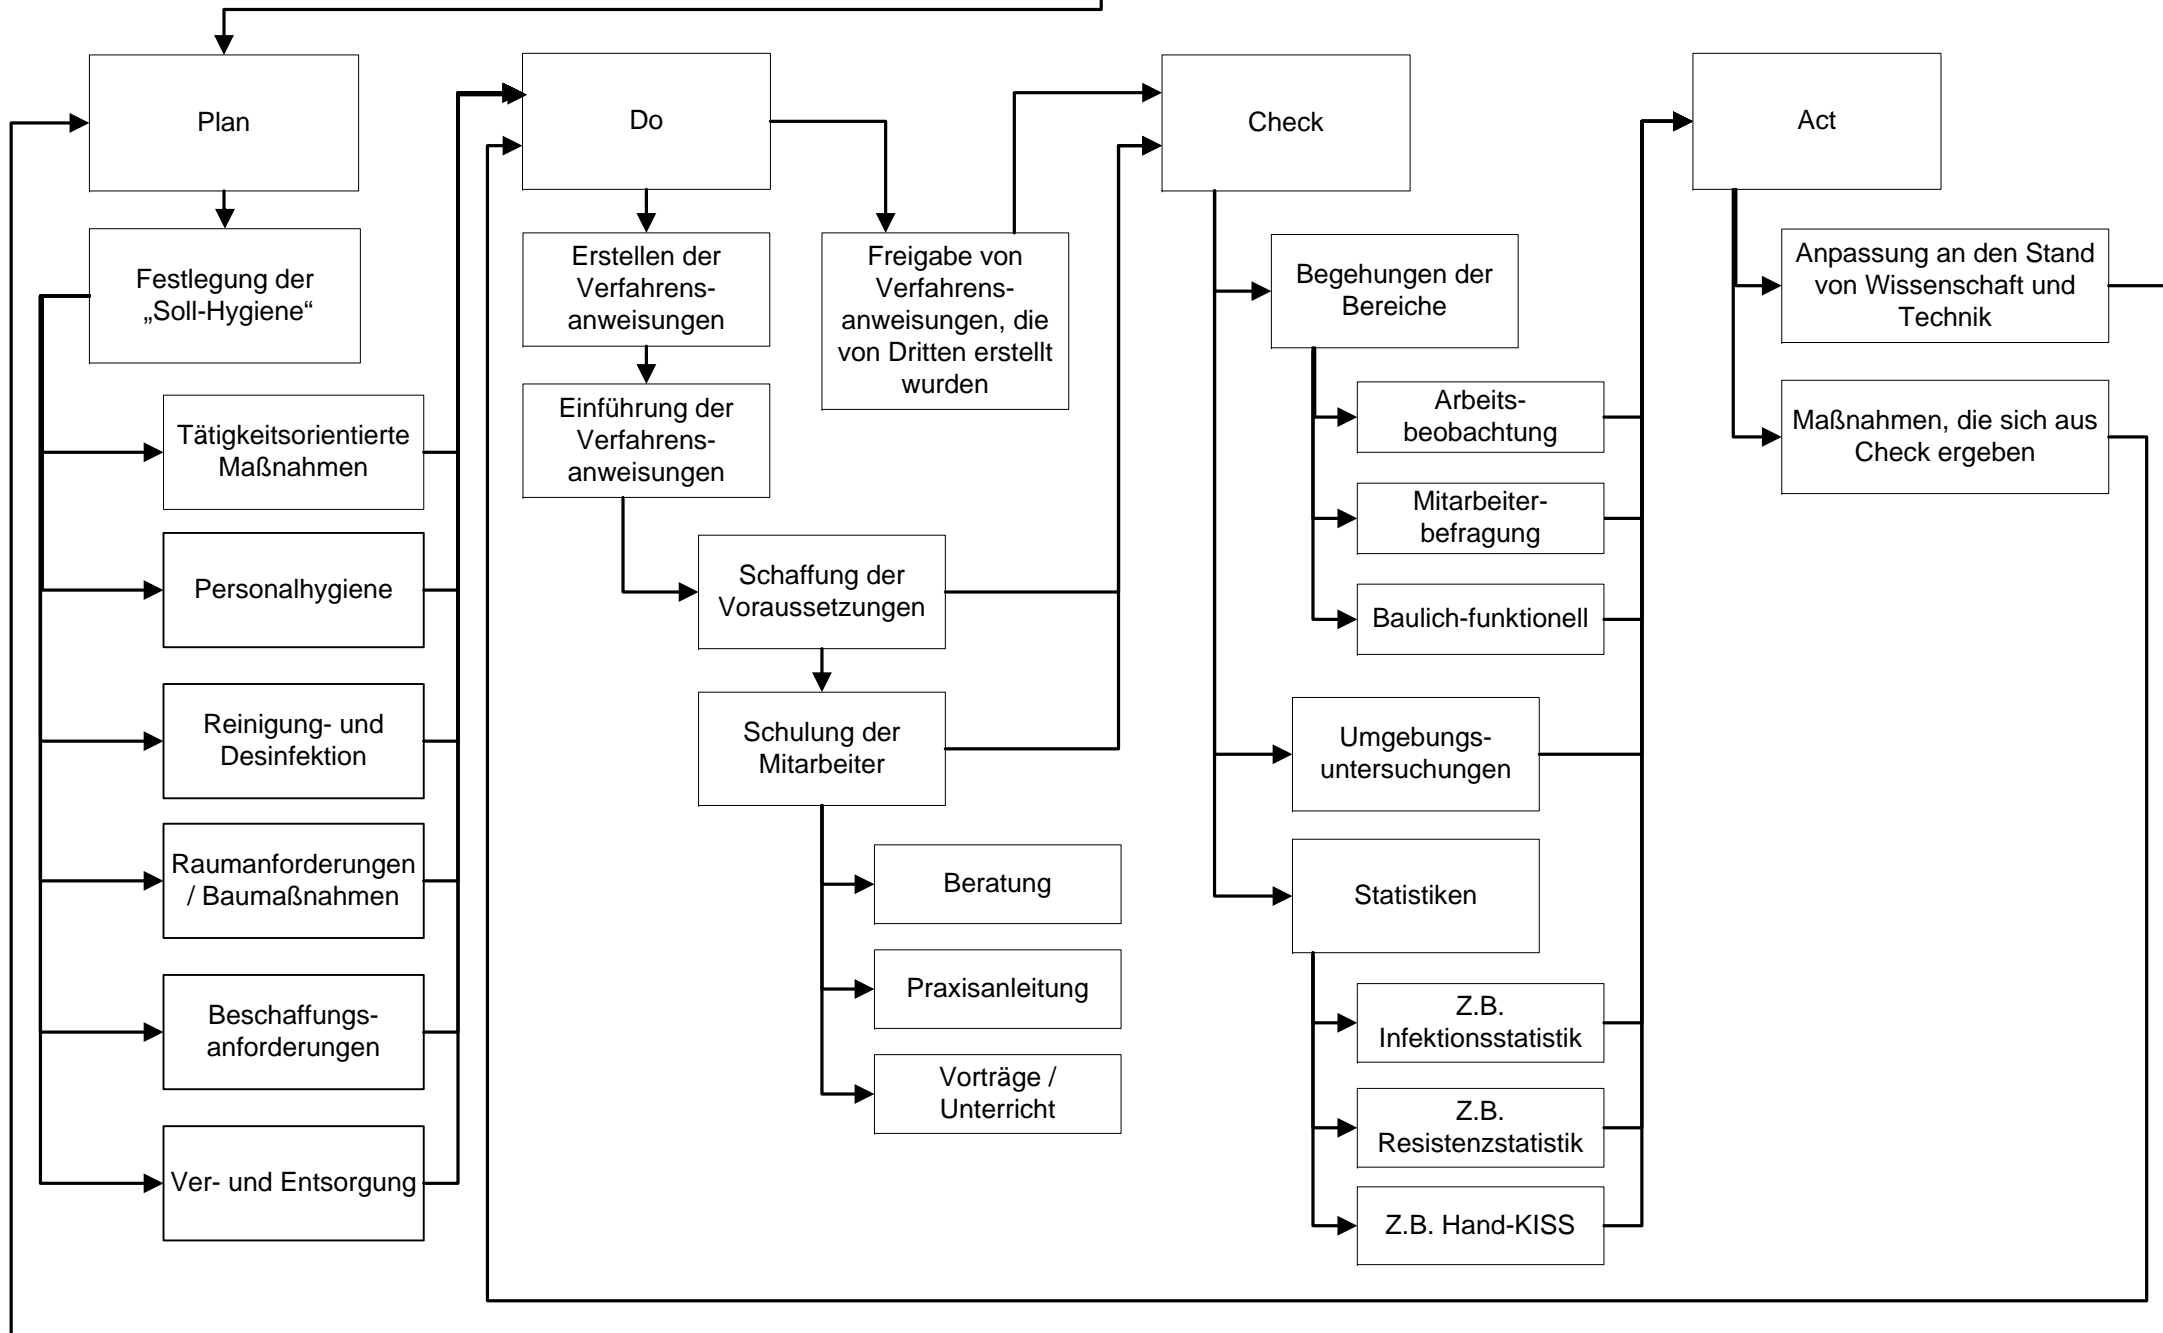 Plan
Festlegung der
„Soll-Hygiene“
Tätigkeitsorientierte
Maßnahmen
Personalhygiene
Reinigung- und
Desinfektion
Raumanforderungen
/ Baumaßnahmen
Beschaffungs-
anforderungen
Ver- und Entsorgung
Do
Erstellen der
Verfahrens-
anweisungen
Einführung der
Verfahrens-
anweisungen
Freigabe von
Verfahrens-
anweisungen, die
von Dritten erstellt
wurden
Schaffung der
Voraussetzungen
Schulung der
Mitarbeiter
Beratung
Praxisanleitung
Vorträge /
Unterricht
Check
Begehungen der
Bereiche
Arbeits-
beobachtung
Mitarbeiter-
befragung
Baulich-funktionell
Umgebungs-
untersuchungen
Statistiken
Z.B.
Infektionsstatistik
Z.B.
Resistenzstatistik
Z.B. Hand-KISS
Act
Anpassung an den Stand
von Wissenschaft und
Technik
Maßnahmen, die sich aus
Check ergeben